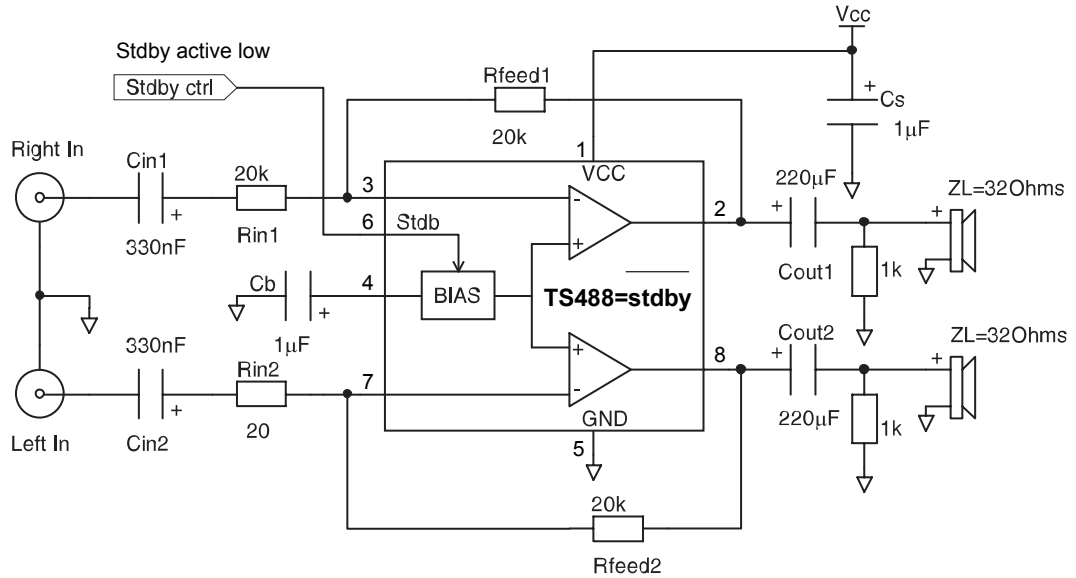 Vcc
Stdby active low
Stdby ctrl
Rfeed1
20k
+
Cs
1µF
Right In
Cin1
330nF
+
20k
Rin1
3
1
VCC
-
+
2
220µF
+
Cout1
1k
ZL=32Ohms
+
6
Stdb
Cb
4
BIAS
TS488=stdby
+
1µF
330nF
Left In
Cin2
+
Rin2
20
7
+
-
GND
5
8
Cout2
+
220µF
1k
ZL=32Ohms
+
20k
Rfeed2